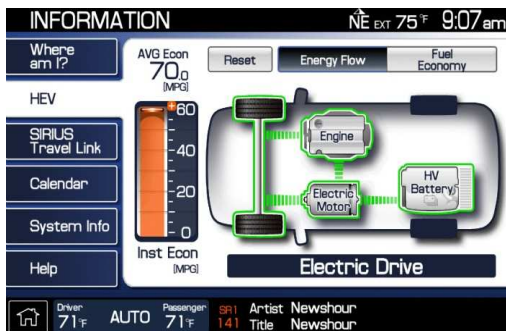 INFORMATION
NE EXT 75°F 9:07am
Where
am I?
HEV
SIRIUS
Travel Link
Calendar
System Info
Help
AVG Econ
70.0
[MPG]
+60
40
20
0
Inst Econ
[MPG]
Reset
Energy Flow
Fuel
Economy
Engine
Electric
Motor
HV
Battery
Electric Drive
Driver
71°F
AUTO
Passenger
71°F
SR1
141
Artist Newshour
Title Newshour